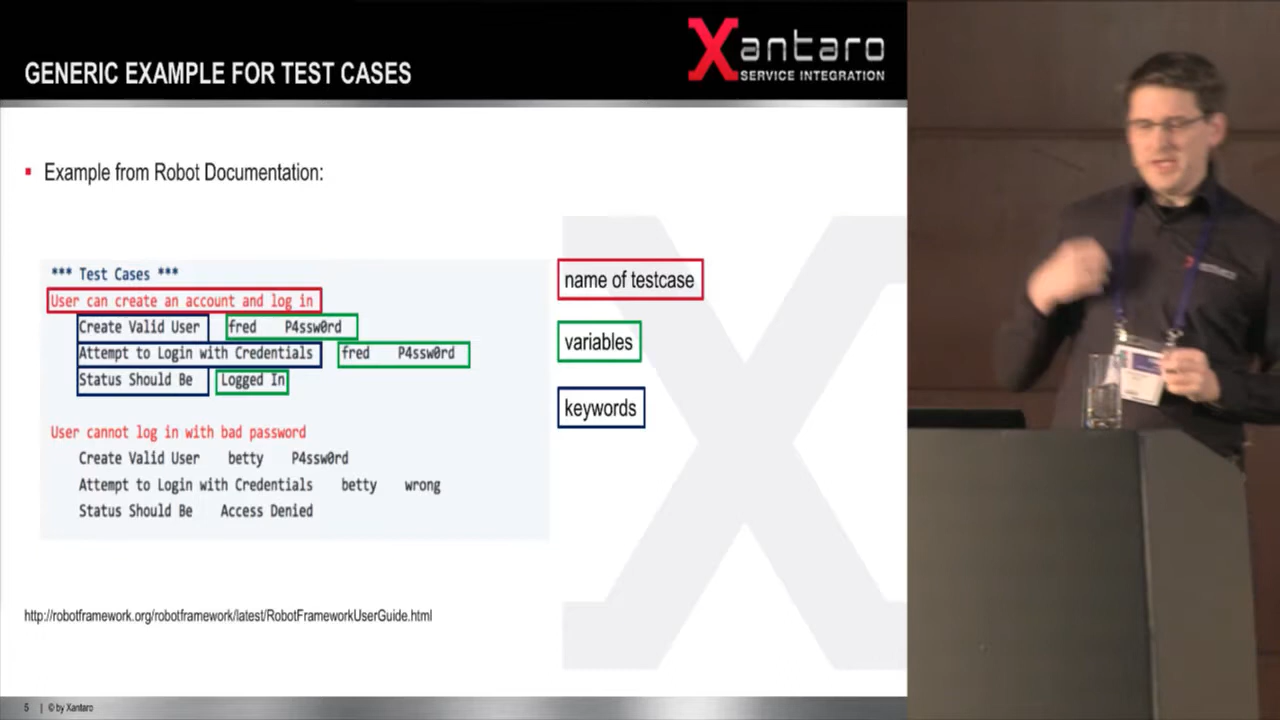 GENERIC EXAMPLE FOR TEST CASES
Xantaro
SERVICE INTEGRATION
▪ Example from Robot Documentation:
*** Test Cases ***
User can create an account and log in
Create Valid User    fred    P4ssw0rd
Attempt to Login with Credentials    fred    P4ssw0rd
Status Should Be    Logged In
User cannot log in with bad password
Create Valid User    betty    P4ssw0rd
Attempt to Login with Credentials    betty    wrong
Status Should Be    Access Denied
name of testcase
variables
keywords
http://robotframework.org/robotframework/latest/RobotFrameworkUserGuide.html
5 | © by Xantaro
Xantaro